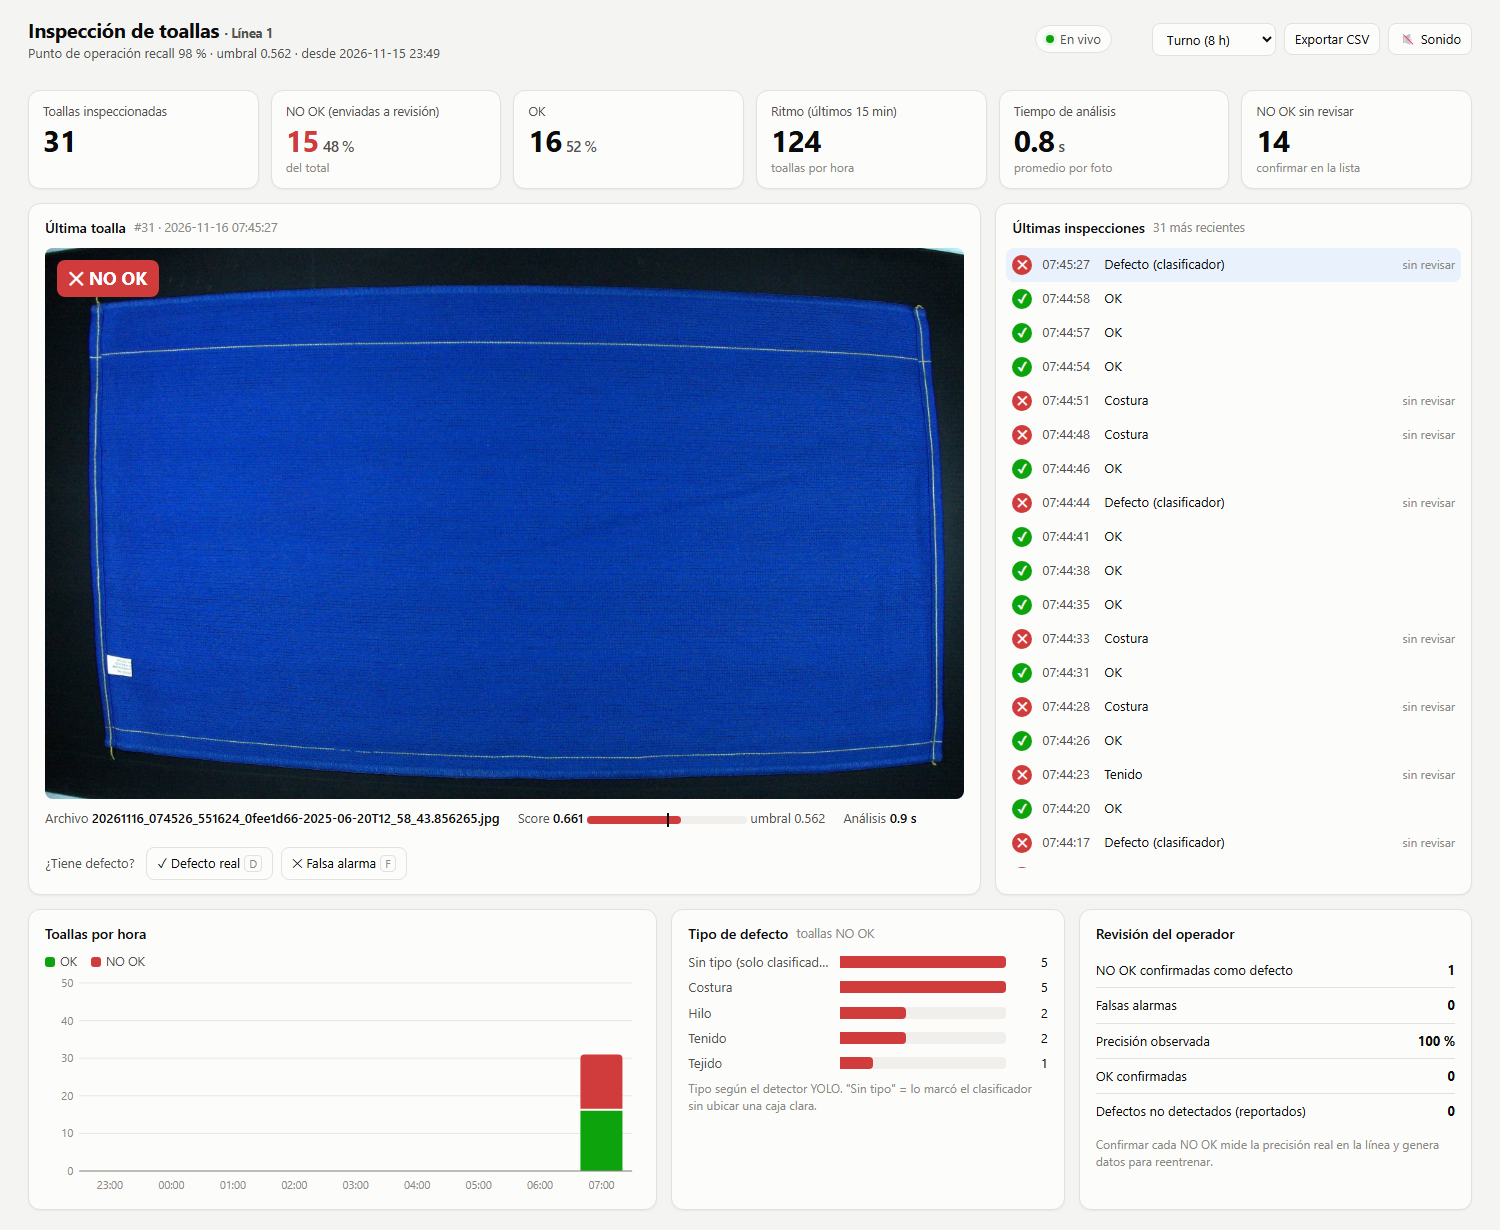 Inspección de toallas · Línea 1
Punto de operación recall 98 % · umbral 0.562 · desde 2026-11-15 23:49
En vivo
Turno (8 h)
Exportar CSV
Sonido
Toallas inspeccionadas
31
NO OK (enviadas a revisión)
15 48 %
del total
OK
16 52 %
Ritmo (últimos 15 min)
124
toallas por hora
Tiempo de análisis
0.8 s
promedio por foto
NO OK sin revisar
14
confirmar en la lista
Última toalla #31 · 2026-11-16 07:45:27
NO OK
Archivo 20261116_074526_551624_0fee1d66-2025-06-20T12_58_43.856265.jpg Score 0.661 umbral 0.562 Análisis 0.9 s
¿Tiene defecto? ✓ Defecto real D ✕ Falsa alarma F
Últimas inspecciones 31 más recientes
07:45:27 Defecto (clasificador) sin revisar
07:44:58 OK
07:44:57 OK
07:44:54 OK
07:44:51 Costura sin revisar
07:44:48 Costura sin revisar
07:44:46 OK
07:44:44 Defecto (clasificador) sin revisar
07:44:41 OK
07:44:38 OK
07:44:35 OK
07:44:33 Costura sin revisar
07:44:31 OK
07:44:28 Costura sin revisar
07:44:26 OK
07:44:23 Tenido sin revisar
07:44:20 OK
07:44:17 Defecto (clasificador) sin revisar
Toallas por hora
OK NO OK
50
40
30
20
10
0
23:00 00:00 01:00 02:00 03:00 04:00 05:00 06:00 07:00
Tipo de defecto toallas NO OK
Sin tipo (solo clasificad... 5
Costura 5
Hilo 2
Tenido 2
Tejido 1
Tipo según el detector YOLO. "Sin tipo" = lo marcó el clasificador
sin ubicar una caja clara.
Revisión del operador
NO OK confirmadas como defecto 1
Falsas alarmas 0
Precisión observada 100 %
OK confirmadas 0
Defectos no detectados (reportados) 0
Confirmar cada NO OK mide la precisión real en la línea y genera
datos para reentrenar.